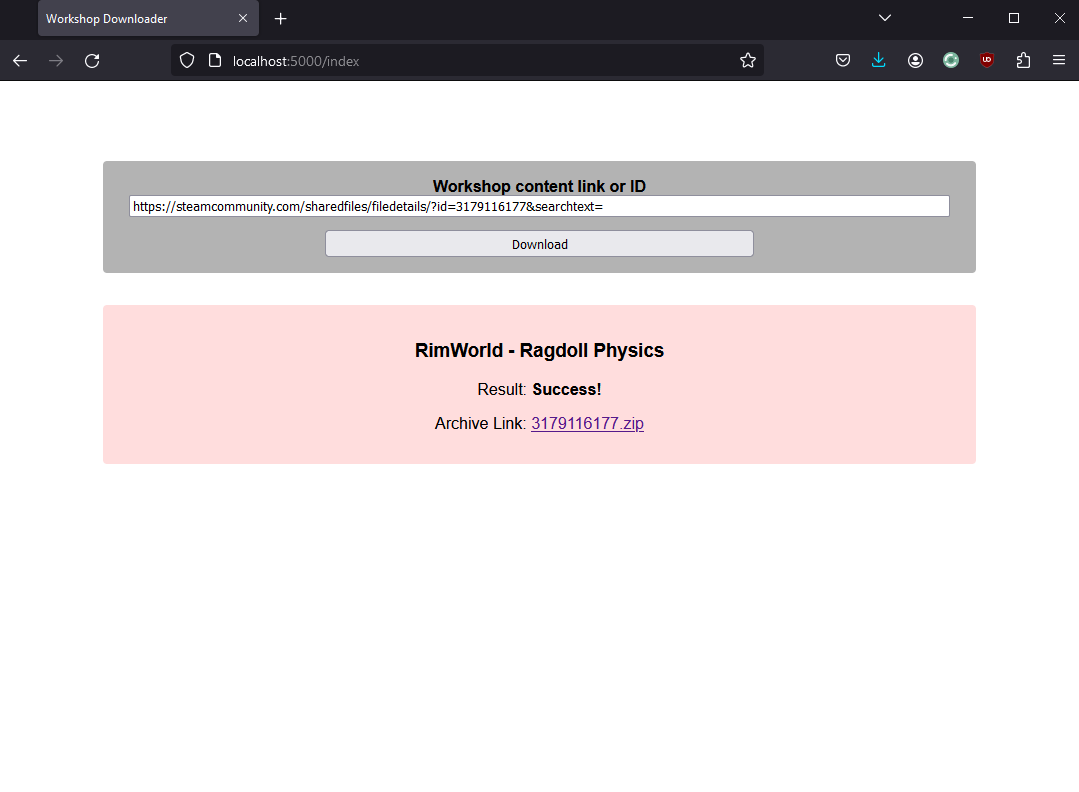 Workshop Downloader
localhost:5000/index
Workshop content link or ID
https://steamcommunity.com/sharedfiles/filedetails/?id=3179116177&searchtext=
Download
RimWorld - Ragdoll Physics
Result: Success!
Archive Link: 3179116177.zip